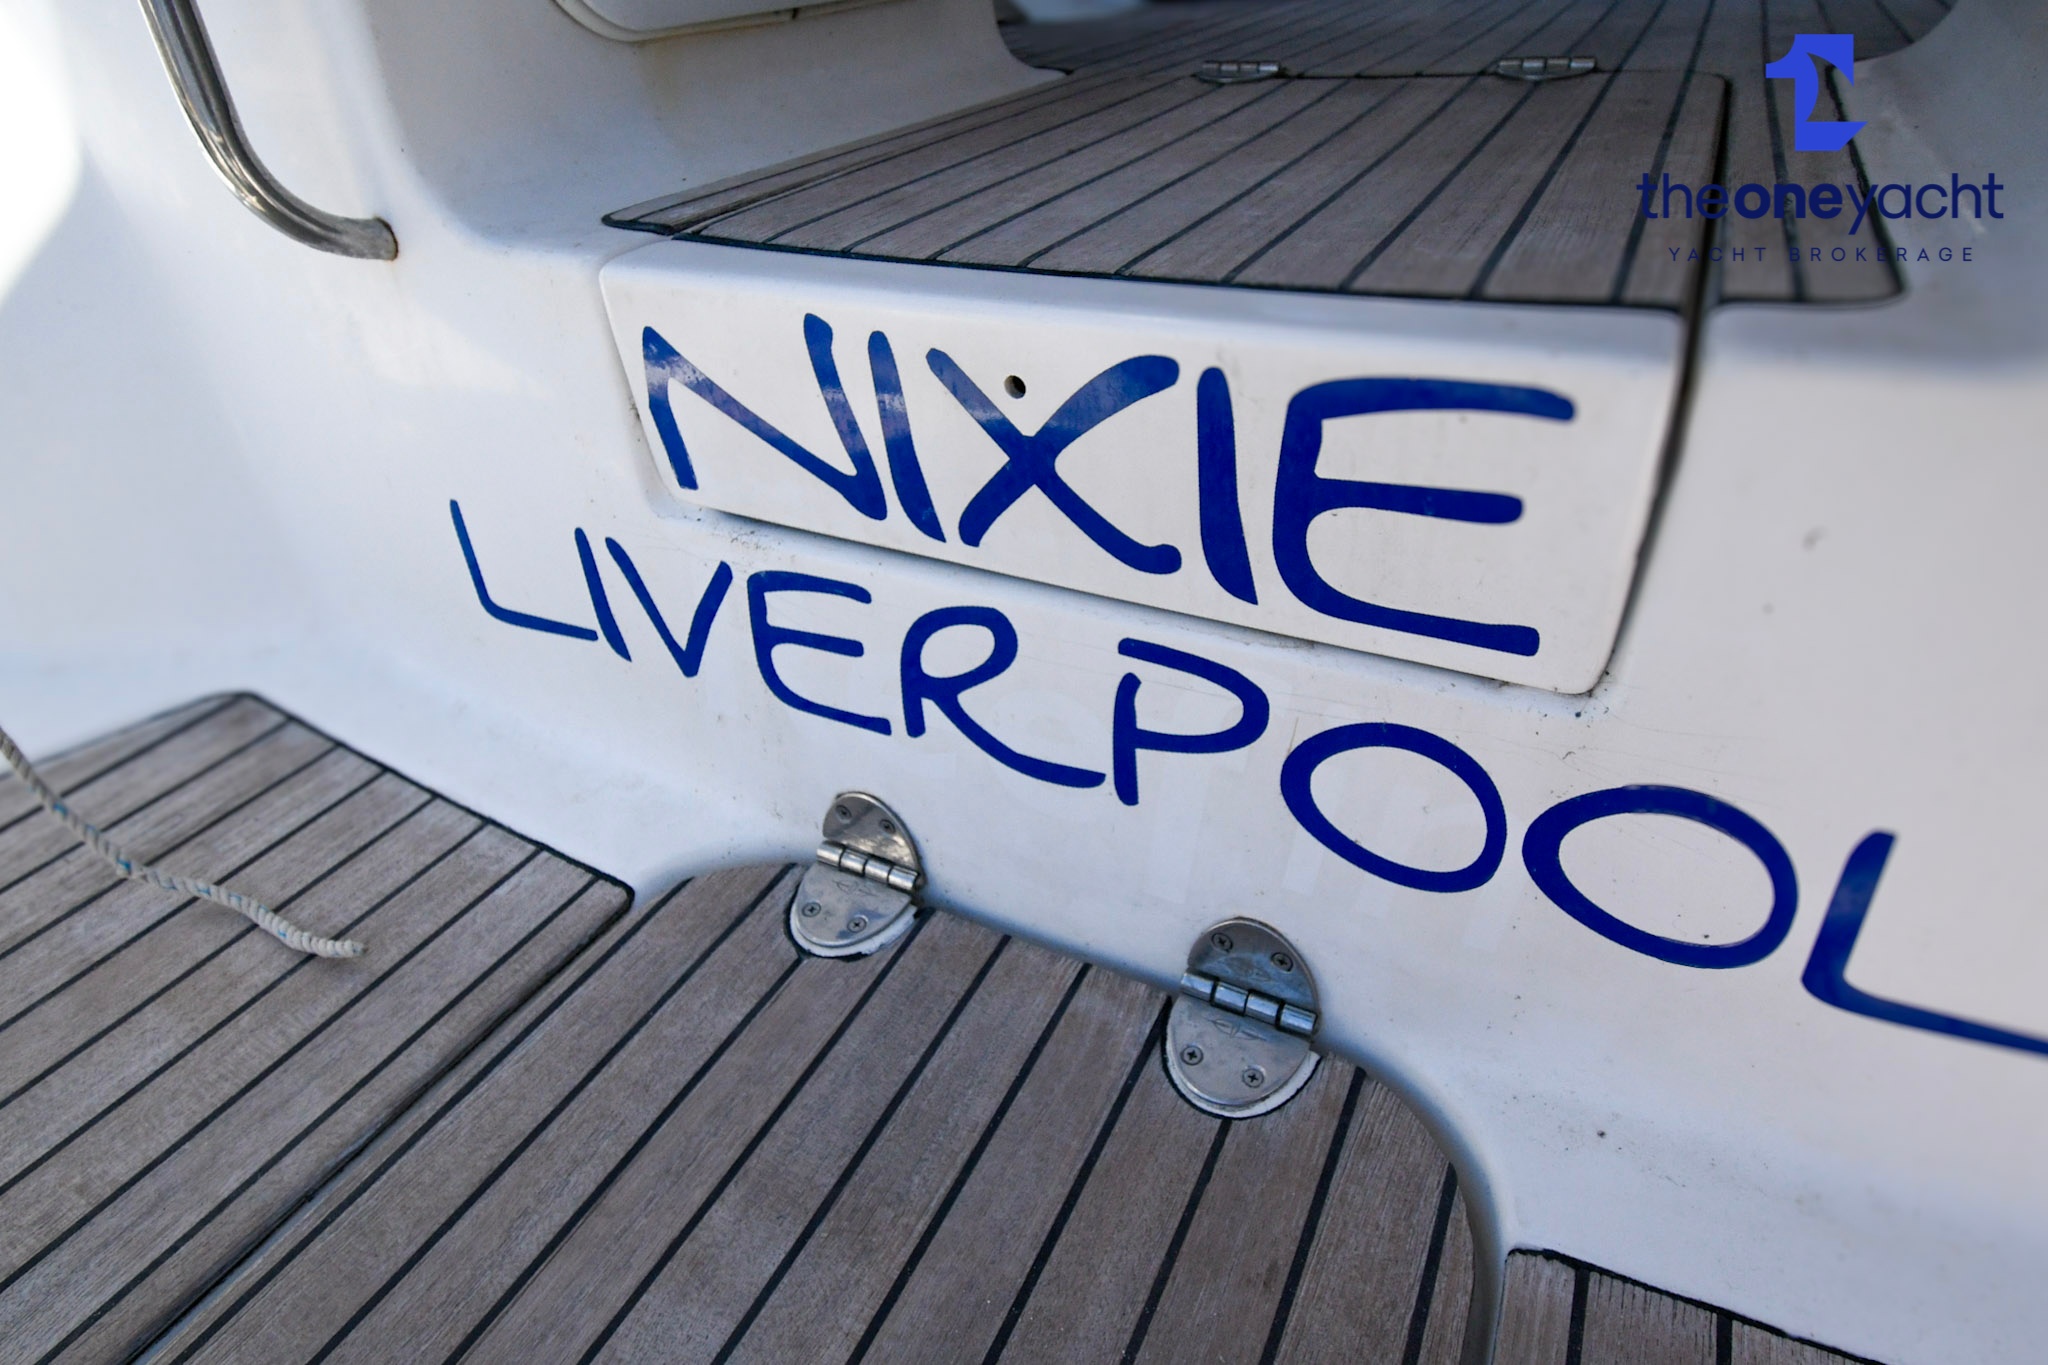 theoneyacht
YACHT BROKERAGE
NIXIE
LIVERPOOL